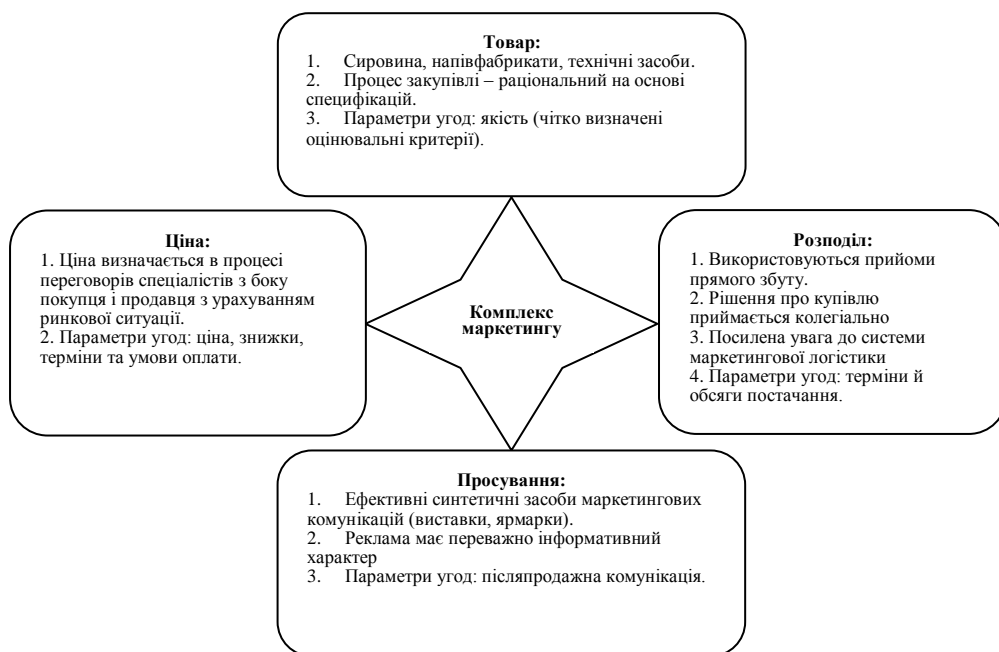 Товар:
1. Сировина, напівфабрикати, технічні засоби.
2. Процес закупівлі – раціональний на основі
специфікацій.
3. Параметри угод: якість (чітко визначені
оцінювальні критерії).
Ціна:
1. Ціна визначається в процесі
переговорів спеціалістів з боку
покупця і продавця з урахуванням
ринкової ситуації.
2. Параметри угод: ціна, знижки,
терміни та умови оплати.
Комплекс
маркетингу
Розподіл:
1. Використовуються прийоми
прямого збуту.
2. Рішення про купівлю
приймається колегіально
3. Посилена увага до системи
маркетингової логістики
4. Параметри угод: терміни й
обсяги постачання.
Просування:
1. Ефективні синтетичні засоби маркетингових
комунікацій (виставки, ярмарки).
2. Реклама має переважно інформативний
характер
3. Параметри угод: післяпродажна комунікація.